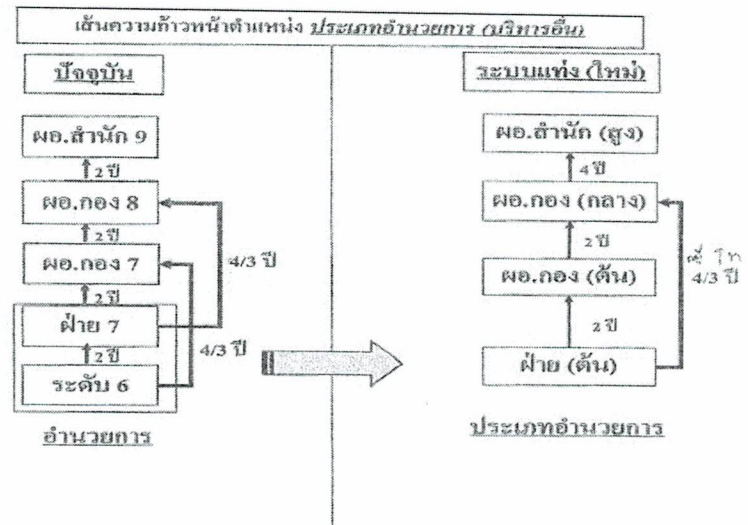 เส้นความก้าวหน้าตำแหน่ง ประเภทอำนวยการ (บริหารอื่น)
ปัจจุบัน
ผอ.สำนัก 9
2 ปี
ผอ.กอง 8
2 ปี
ผอ.กอง 7
4/3 ปี
2 ปี
ฝ่าย 7
2 ปี
4/3 ปี
ระดับ 6
อำนวยการ
ระบบแท่ง (ใหม่)
ผอ.สำนัก (สูง)
4 ปี
ผอ.กอง (กลาง)
2 ปี
4/3 ปี
ผอ.กอง (ต้น)
2 ปี
ฝ่าย (ต้น)
ประเภทอำนวยการ